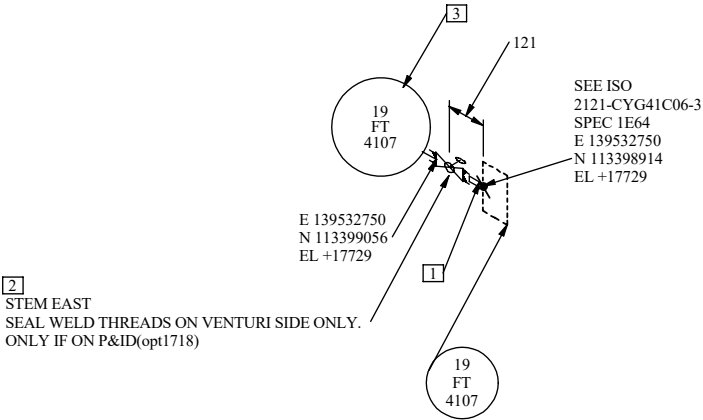 3
121
19
FT
4107
SEE ISO
2121-CYG41C06-3
SPEC 1E64
E 139532750
N 113398914
EL +17729
E 139532750
N 113399056
EL +17729
1
2
STEM EAST
SEAL WELD THREADS ON VENTURI SIDE ONLY.
ONLY IF ON P&ID(opt1718)
19
FT
4107